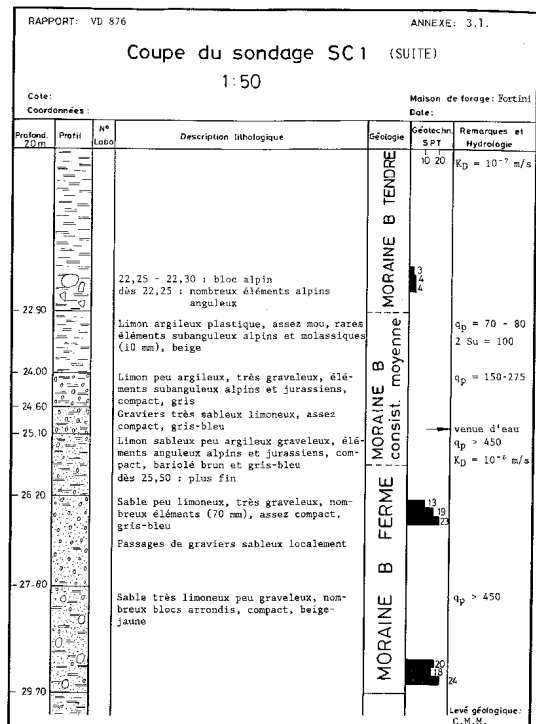 RAPPORT: VD 876
ANNEXE: 3.1.
Coupe du sondage SC1 (SUITE)
1:50
Cote:
Coordonnées:
Maison de forage: Fortini
Date:
Profond. Profil N° Labo Description lithologique Géologie Géotechn. SPT Remarques et Hydrologie
20m
10 20
K_D = 10⁻⁷ m/s
MORAINE B TENDRE
3
4
4
22,25 - 22,30 : bloc alpin
dès 22,25 : nombreux éléments alpins
anguleux
22.90
Limon argileux plastique, assez mou, rares
éléments subanguleux alpins et molassiques
(10 mm), beige
q_p = 70 - 80
2 Su = 100
MORAINE B
consist. moyenne
24.00
Limon peu argileux, très graveleux, élé-
ments subanguleux alpins et jurassiens,
compact, gris
q_p = 150-275
24.60
Graviers très sableux limoneux, assez
compact, gris-bleu
25.10
venue d'eau
Limon sableux peu argileux graveleux, élé-
ments anguleux alpins et jurassiens, com-
pact, bariolé brun et gris-bleu
dès 25,50 : plus fin
q_p > 450
K_D = 10⁻⁶ m/s
26.20
MORAINE B FERME
Sable peu limoneux, très graveleux, nom-
breux éléments (70 mm), assez compact,
gris-bleu
13
19
23
Passages de graviers sableux localement
27.60
Sable très limoneux peu graveleux, nom-
breux blocs arrondis, compact, beige-
jaune
q_p > 450
20
18
24
29.70
Levé géologique:
C.M.M.